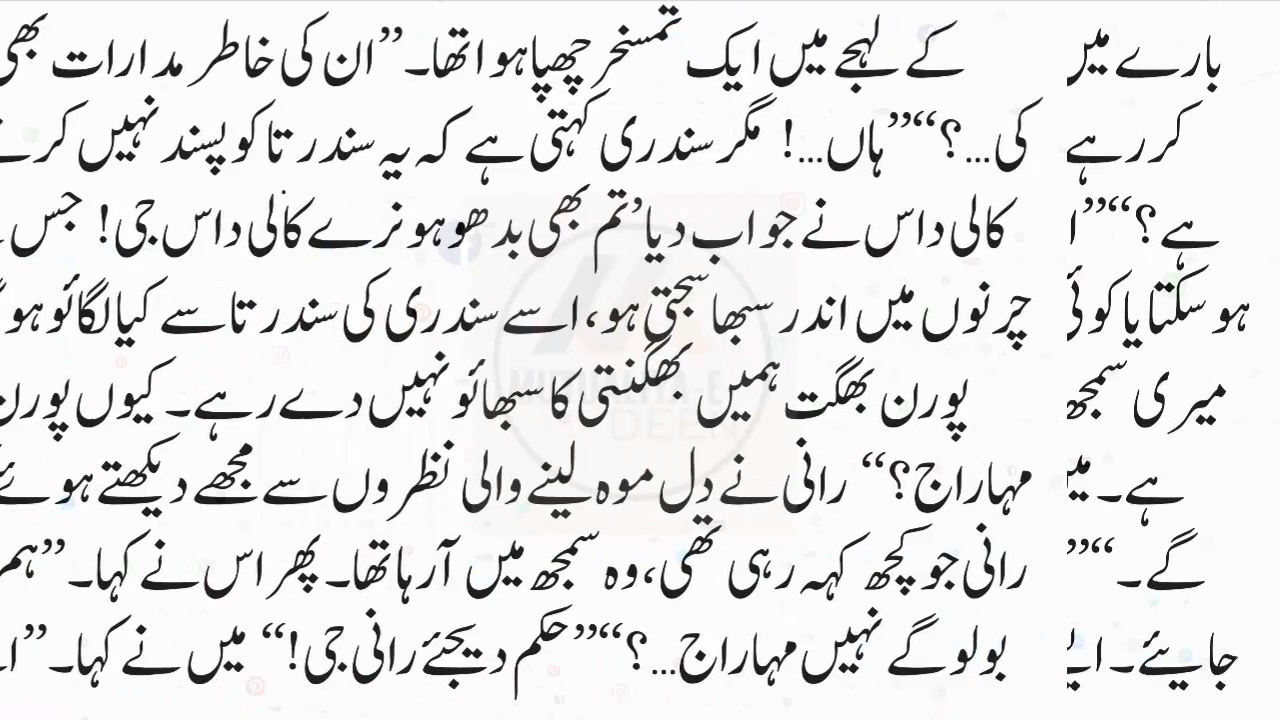 بارے میں
کر رہے
ہے؟‘‘’’ا
ہو سکتا یا کوئی
میری سمجھ
ہے۔
گے۔‘‘’’
جایئے۔
کے لہجے میں ایک تمسخر چھپا ہوا تھا۔ ’’ان کی خاطر مدارات بھی
کی...؟‘‘’’ہاں...! مگر سندری کہتی ہے کہ یہ سندرتا کو پسند نہیں کرتے
کالی داس نے جواب دیا’تم بھی بدھو ہو نرے کالی داس جی! جس
چرنوں میں اندر سبھا سجتی ہو، اسے سندری کی سندرتا سے کیا لگائو ہو
پورن بھگت ہمیں بھگنتی کا سبھائو نہیں دے رہے۔ کیوں پورن
مہاراج؟‘‘ رانی نے دل موہ لینے والی نظروں سے مجھے دیکھتے ہوئے
رانی جو کچھ کہہ رہی تھی، وہ سمجھ میں آ رہا تھا۔ پھر اس نے کہا۔ ’’ہم
بولو گے نہیں مہاراج...؟‘‘’’حکم دیجئے رانی جی!‘‘ میں نے کہا۔ ’’ا
MUTURIYA-E
DEEN